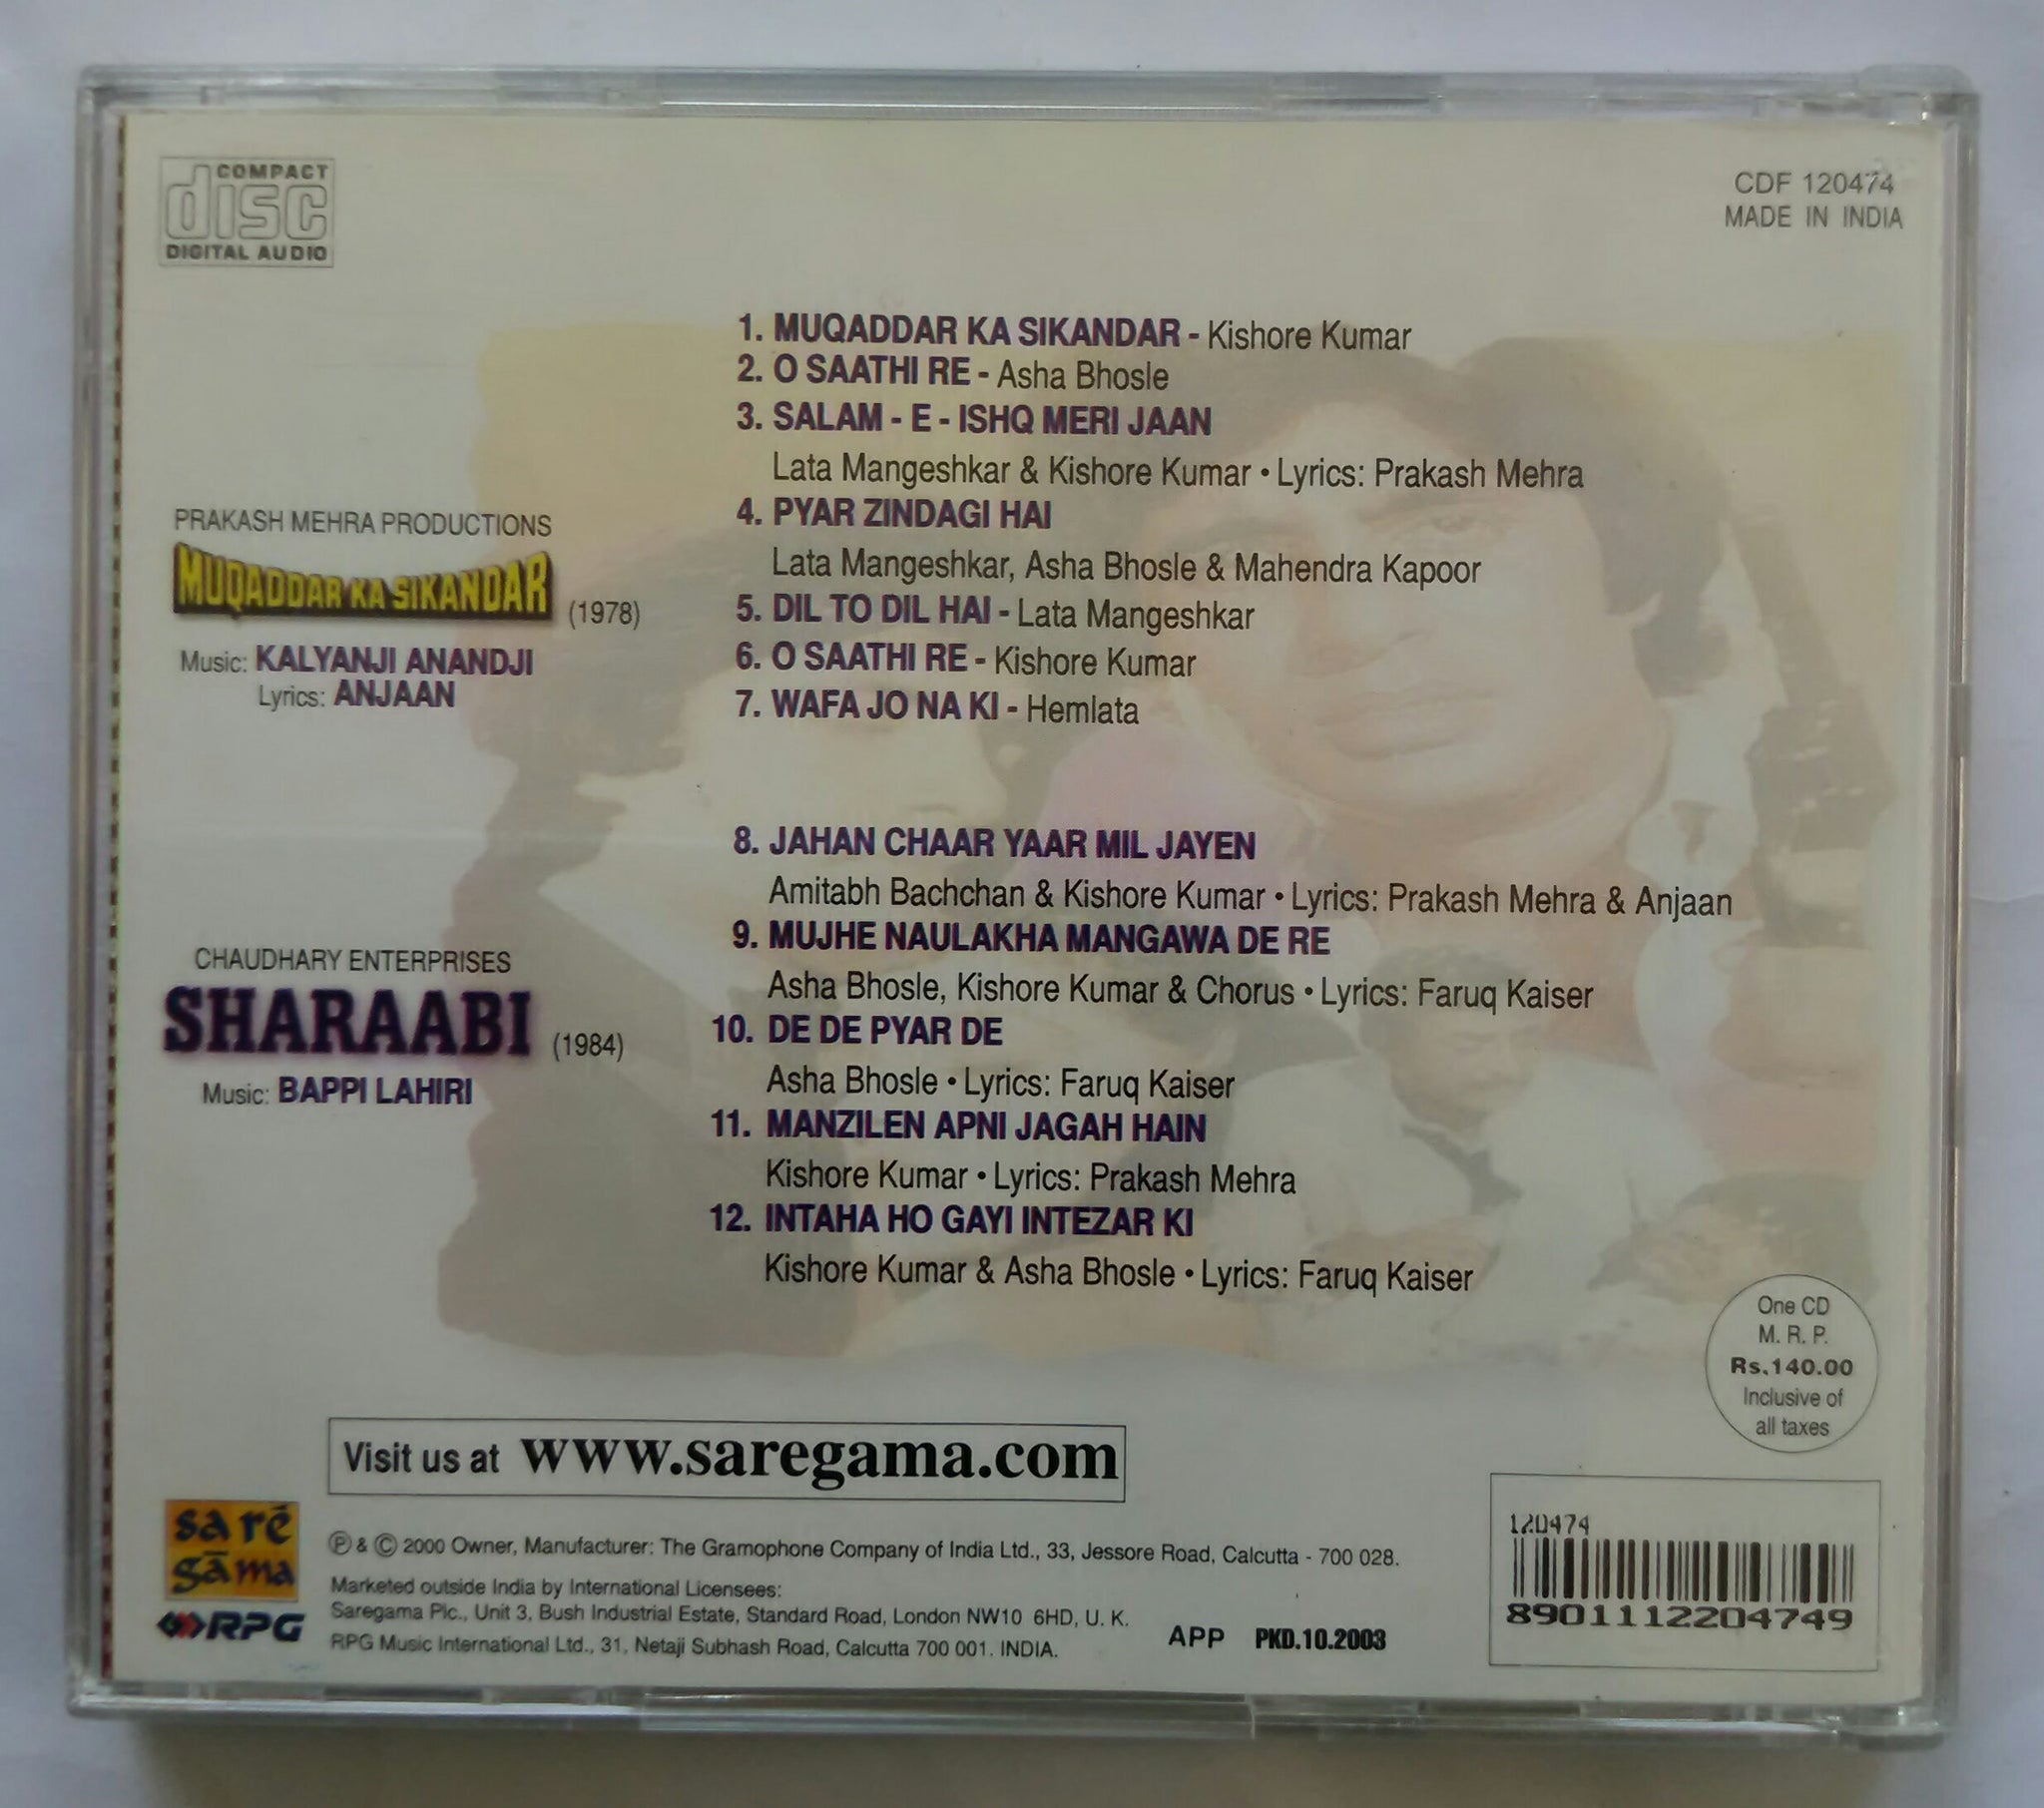 COMPACT
disc
DIGITAL AUDIO
CDF 120474
MADE IN INDIA
PRAKASH MEHRA PRODUCTIONS
MUQADDAR KA SIKANDAR (1978)
Music: KALYANJI ANANDJI
Lyrics: ANJAAN
1. MUQADDAR KA SIKANDAR - Kishore Kumar
2. O SAATHI RE - Asha Bhosle
3. SALAM - E - ISHQ MERI JAAN
Lata Mangeshkar & Kishore Kumar • Lyrics: Prakash Mehra
4. PYAR ZINDAGI HAI
Lata Mangeshkar, Asha Bhosle & Mahendra Kapoor
5. DIL TO DIL HAI - Lata Mangeshkar
6. O SAATHI RE - Kishore Kumar
7. WAFA JO NA KI - Hemlata
CHAUDHARY ENTERPRISES
SHARAABI (1984)
Music: BAPPI LAHIRI
8. JAHAN CHAAR YAAR MIL JAYEN
Amitabh Bachchan & Kishore Kumar • Lyrics: Prakash Mehra & Anjaan
9. MUJHE NAULAKHA MANGAWA DE RE
Asha Bhosle, Kishore Kumar & Chorus • Lyrics: Faruq Kaiser
10. DE DE PYAR DE
Asha Bhosle • Lyrics: Faruq Kaiser
11. MANZILEN APNI JAGAH HAIN
Kishore Kumar • Lyrics: Prakash Mehra
12. INTAHA HO GAYI INTEZAR KI
Kishore Kumar & Asha Bhosle • Lyrics: Faruq Kaiser
One CD
M. R. P.
Rs.140.00
Inclusive of
all taxes
Visit us at www.saregama.com
sa ré
gāma
RPG
℗ & © 2000 Owner, Manufacturer: The Gramophone Company of India Ltd., 33, Jessore Road, Calcutta - 700 028.
Marketed outside India by International Licensees:
Saregama Plc., Unit 3, Bush Industrial Estate, Standard Road, London NW10 6HD, U. K.
RPG Music International Ltd., 31, Netaji Subhash Road, Calcutta 700 001. INDIA.
APP PKD.10.2003
120474
8901112204749